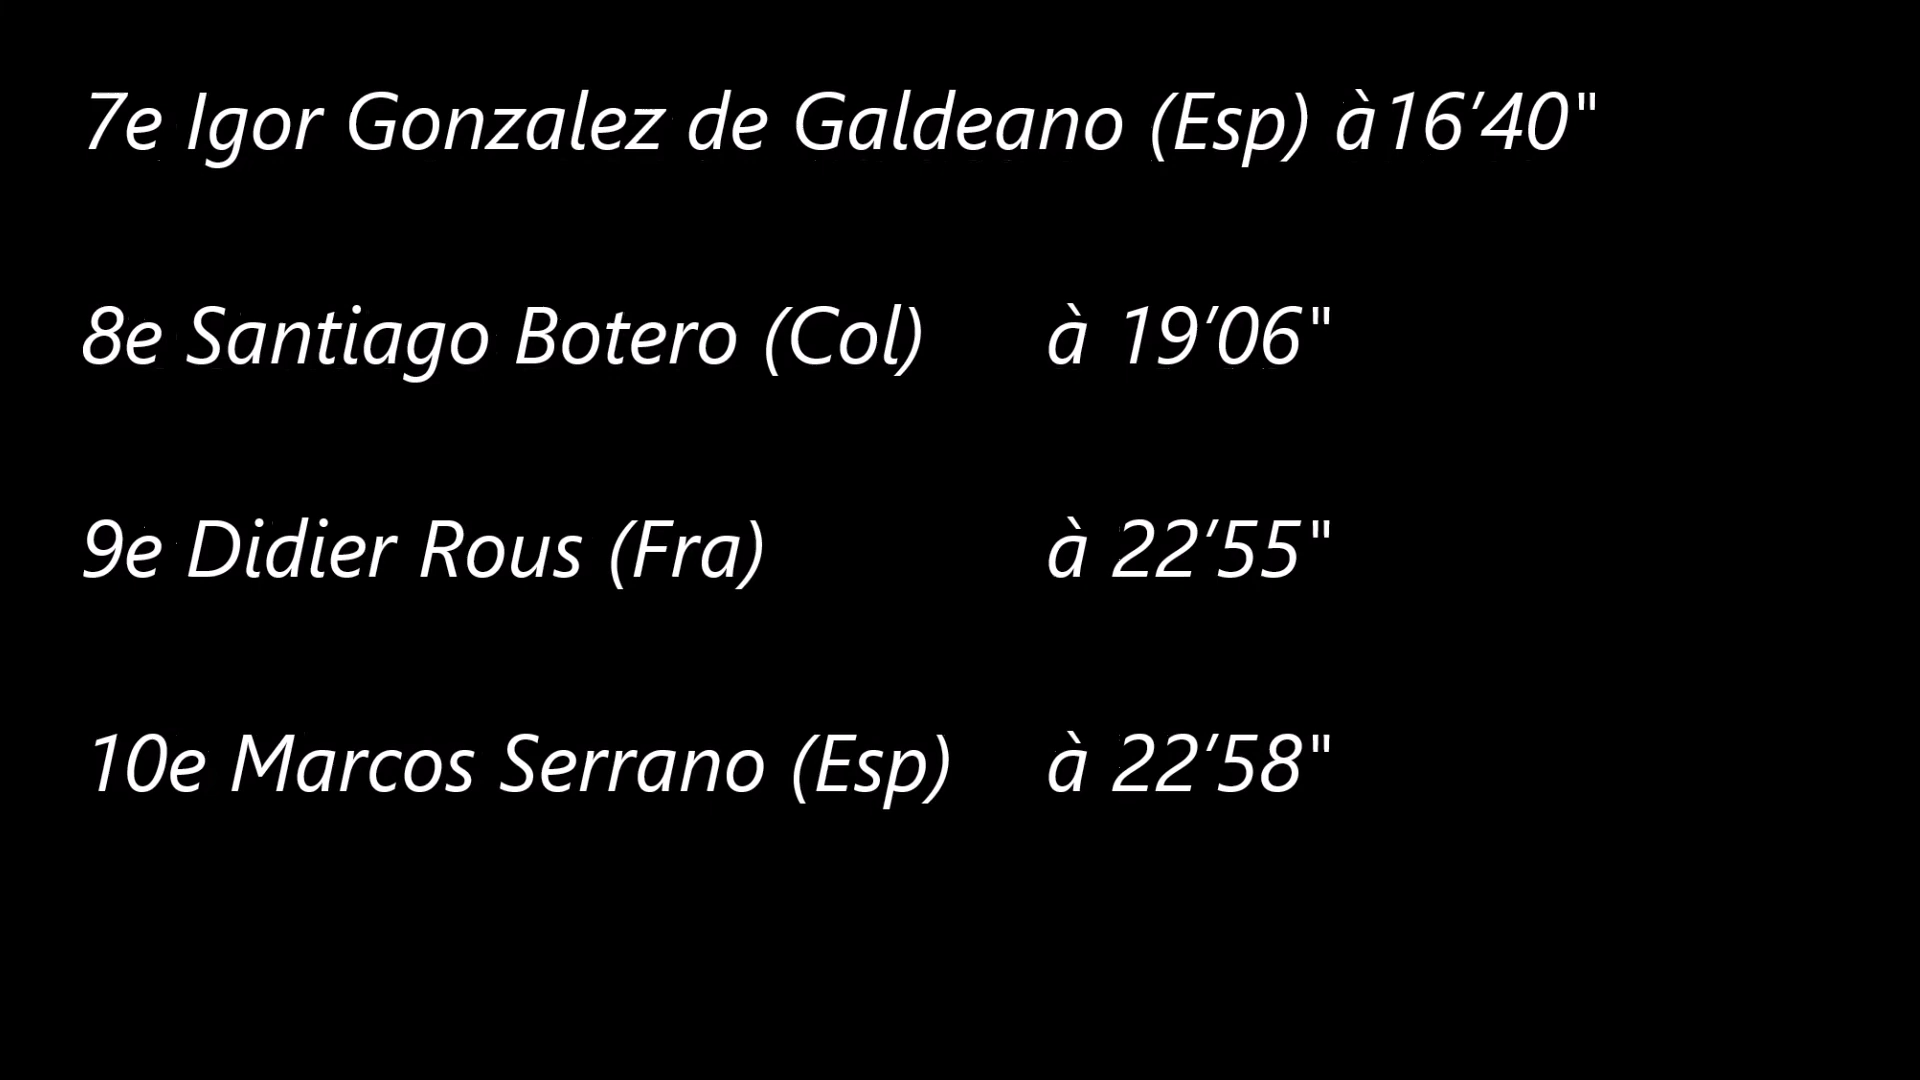 7e Igor Gonzalez de Galdeano (Esp) à16’40"
8e Santiago Botero (Col) à 19’06"
9e Didier Rous (Fra) à 22’55"
10e Marcos Serrano (Esp) à 22’58"